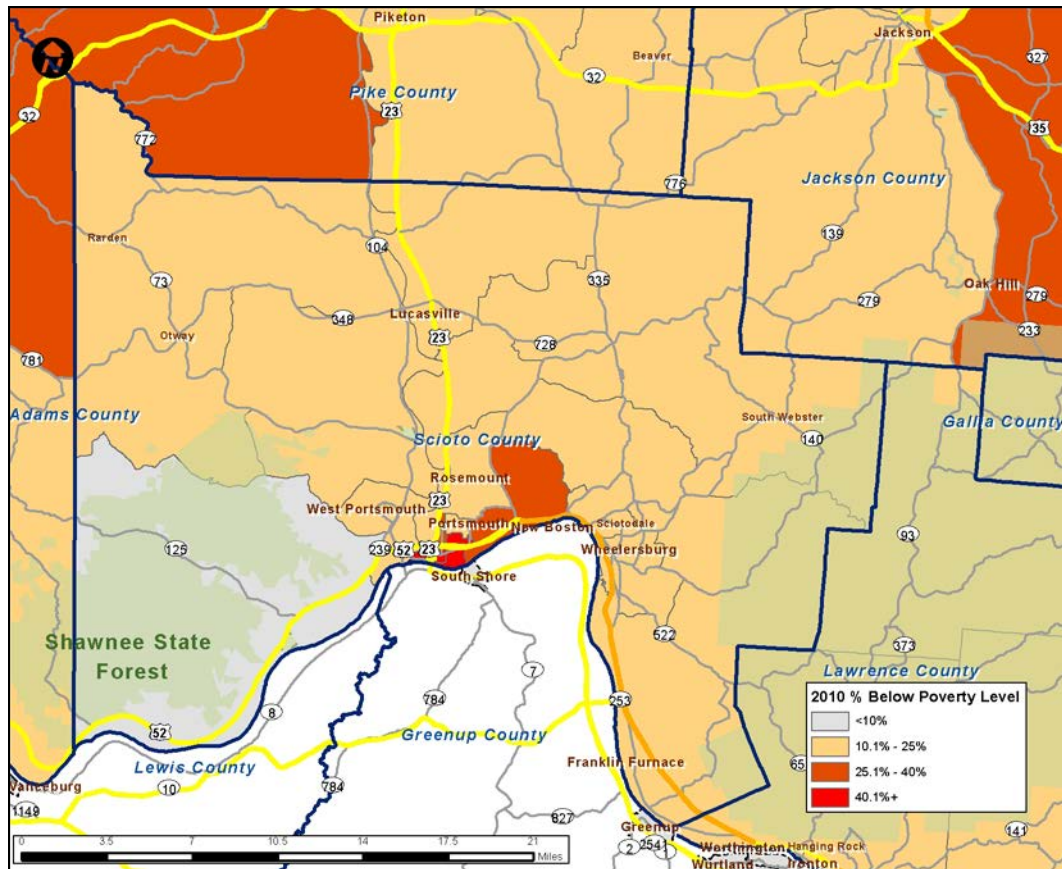 Piketon
Jackson
327
Beaver
32
N
Pike County
23
32
35
772
776
Jackson County
139
Rarden
104
73
335
Oak Hill
279
279
Lucasville
348
233
23
728
Otway
781
Adams County
South Webster
Gallia County
Scioto County
140
Rosemount
23
West Portsmouth
Portsmouth
New Boston
Sciotodale
93
125
239
52
23
Wheelersburg
South Shore
522
Shawnee State
Forest
373
7
Lawrence County
2010 % Below Poverty Level
<10%
10.1% - 25%
25.1% - 40%
40.1%+
784
253
8
52
Greenup County
Lewis County
Franklin Furnace
65
Vanceburg
10
784
1149
827
Greenup
141
2
2541
1
Worthington
Hanging Rock
Wurtland
Ironton
0
3.5
7
10.5
14
17.5
21
Miles